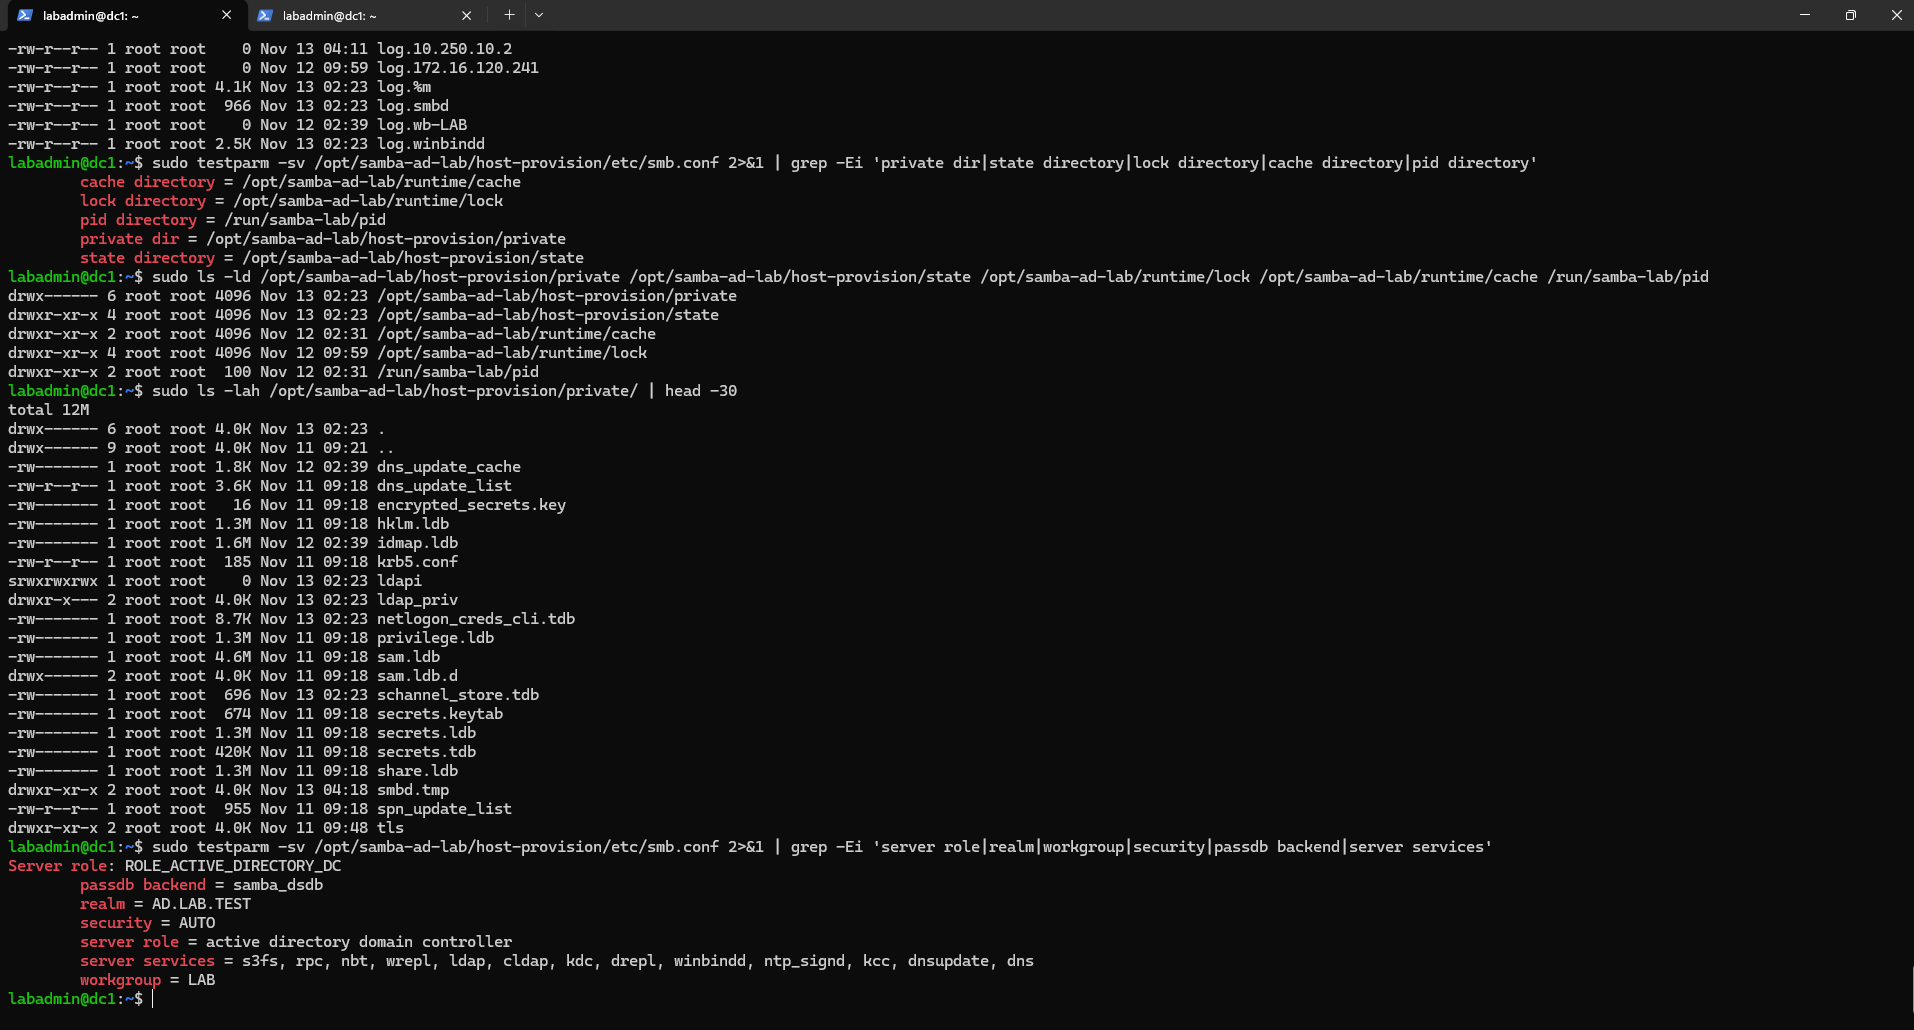 labadmin@dc1: ~
labadmin@dc1: ~
-rw-r--r-- 1 root root    0 Nov 13 04:11 log.10.250.10.2
-rw-r--r-- 1 root root    0 Nov 12 09:59 log.172.16.120.241
-rw-r--r-- 1 root root 4.1K Nov 13 02:23 log.%m
-rw-r--r-- 1 root root  966 Nov 13 02:23 log.smbd
-rw-r--r-- 1 root root    0 Nov 12 02:39 log.wb-LAB
-rw-r--r-- 1 root root 2.5K Nov 13 02:23 log.winbindd
labadmin@dc1:~$ sudo testparm -sv /opt/samba-ad-lab/host-provision/etc/smb.conf 2>&1 | grep -Ei 'private dir|state directory|lock directory|cache directory|pid directory'
        cache directory = /opt/samba-ad-lab/runtime/cache
        lock directory = /opt/samba-ad-lab/runtime/lock
        pid directory = /run/samba-lab/pid
        private dir = /opt/samba-ad-lab/host-provision/private
        state directory = /opt/samba-ad-lab/host-provision/state
labadmin@dc1:~$ sudo ls -ld /opt/samba-ad-lab/host-provision/private /opt/samba-ad-lab/host-provision/state /opt/samba-ad-lab/runtime/lock /opt/samba-ad-lab/runtime/cache /run/samba-lab/pid
drwx------ 6 root root 4096 Nov 13 02:23 /opt/samba-ad-lab/host-provision/private
drwxr-xr-x 4 root root 4096 Nov 13 02:23 /opt/samba-ad-lab/host-provision/state
drwxr-xr-x 2 root root 4096 Nov 12 02:31 /opt/samba-ad-lab/runtime/cache
drwxr-xr-x 4 root root 4096 Nov 12 09:59 /opt/samba-ad-lab/runtime/lock
drwxr-xr-x 2 root root  100 Nov 12 02:31 /run/samba-lab/pid
labadmin@dc1:~$ sudo ls -lah /opt/samba-ad-lab/host-provision/private/ | head -30
total 12M
drwx------ 6 root root 4.0K Nov 13 02:23 .
drwx------ 9 root root 4.0K Nov 11 09:21 ..
-rw------- 1 root root 1.8K Nov 12 02:39 dns_update_cache
-rw-r--r-- 1 root root 3.6K Nov 11 09:18 dns_update_list
-rw------- 1 root root   16 Nov 11 09:18 encrypted_secrets.key
-rw------- 1 root root 1.3M Nov 11 09:18 hklm.ldb
-rw------- 1 root root 1.6M Nov 12 02:39 idmap.ldb
-rw-r--r-- 1 root root  185 Nov 11 09:18 krb5.conf
srwxrwxrwx 1 root root    0 Nov 13 02:23 ldapi
drwxr-x--- 2 root root 4.0K Nov 13 02:23 ldap_priv
-rw------- 1 root root 8.7K Nov 13 02:23 netlogon_creds_cli.tdb
-rw------- 1 root root 1.3M Nov 11 09:18 privilege.ldb
-rw------- 1 root root 4.6M Nov 11 09:18 sam.ldb
drwx------ 2 root root 4.0K Nov 11 09:18 sam.ldb.d
-rw------- 1 root root  696 Nov 13 02:23 schannel_store.tdb
-rw------- 1 root root  674 Nov 11 09:18 secrets.keytab
-rw------- 1 root root 1.3M Nov 11 09:18 secrets.ldb
-rw------- 1 root root 420K Nov 11 09:18 secrets.tdb
-rw------- 1 root root 1.3M Nov 11 09:18 share.ldb
drwxr-xr-x 2 root root 4.0K Nov 13 04:18 smbd.tmp
-rw-r--r-- 1 root root  955 Nov 11 09:18 spn_update_list
drwxr-xr-x 2 root root 4.0K Nov 11 09:48 tls
labadmin@dc1:~$ sudo testparm -sv /opt/samba-ad-lab/host-provision/etc/smb.conf 2>&1 | grep -Ei 'server role|realm|workgroup|security|passdb backend|server services'
Server role: ROLE_ACTIVE_DIRECTORY_DC
        passdb backend = samba_dsdb
        realm = AD.LAB.TEST
        security = AUTO
        server role = active directory domain controller
        server services = s3fs, rpc, nbt, wrepl, ldap, cldap, kdc, drepl, winbindd, ntp_signd, kcc, dnsupdate, dns
        workgroup = LAB
labadmin@dc1:~$